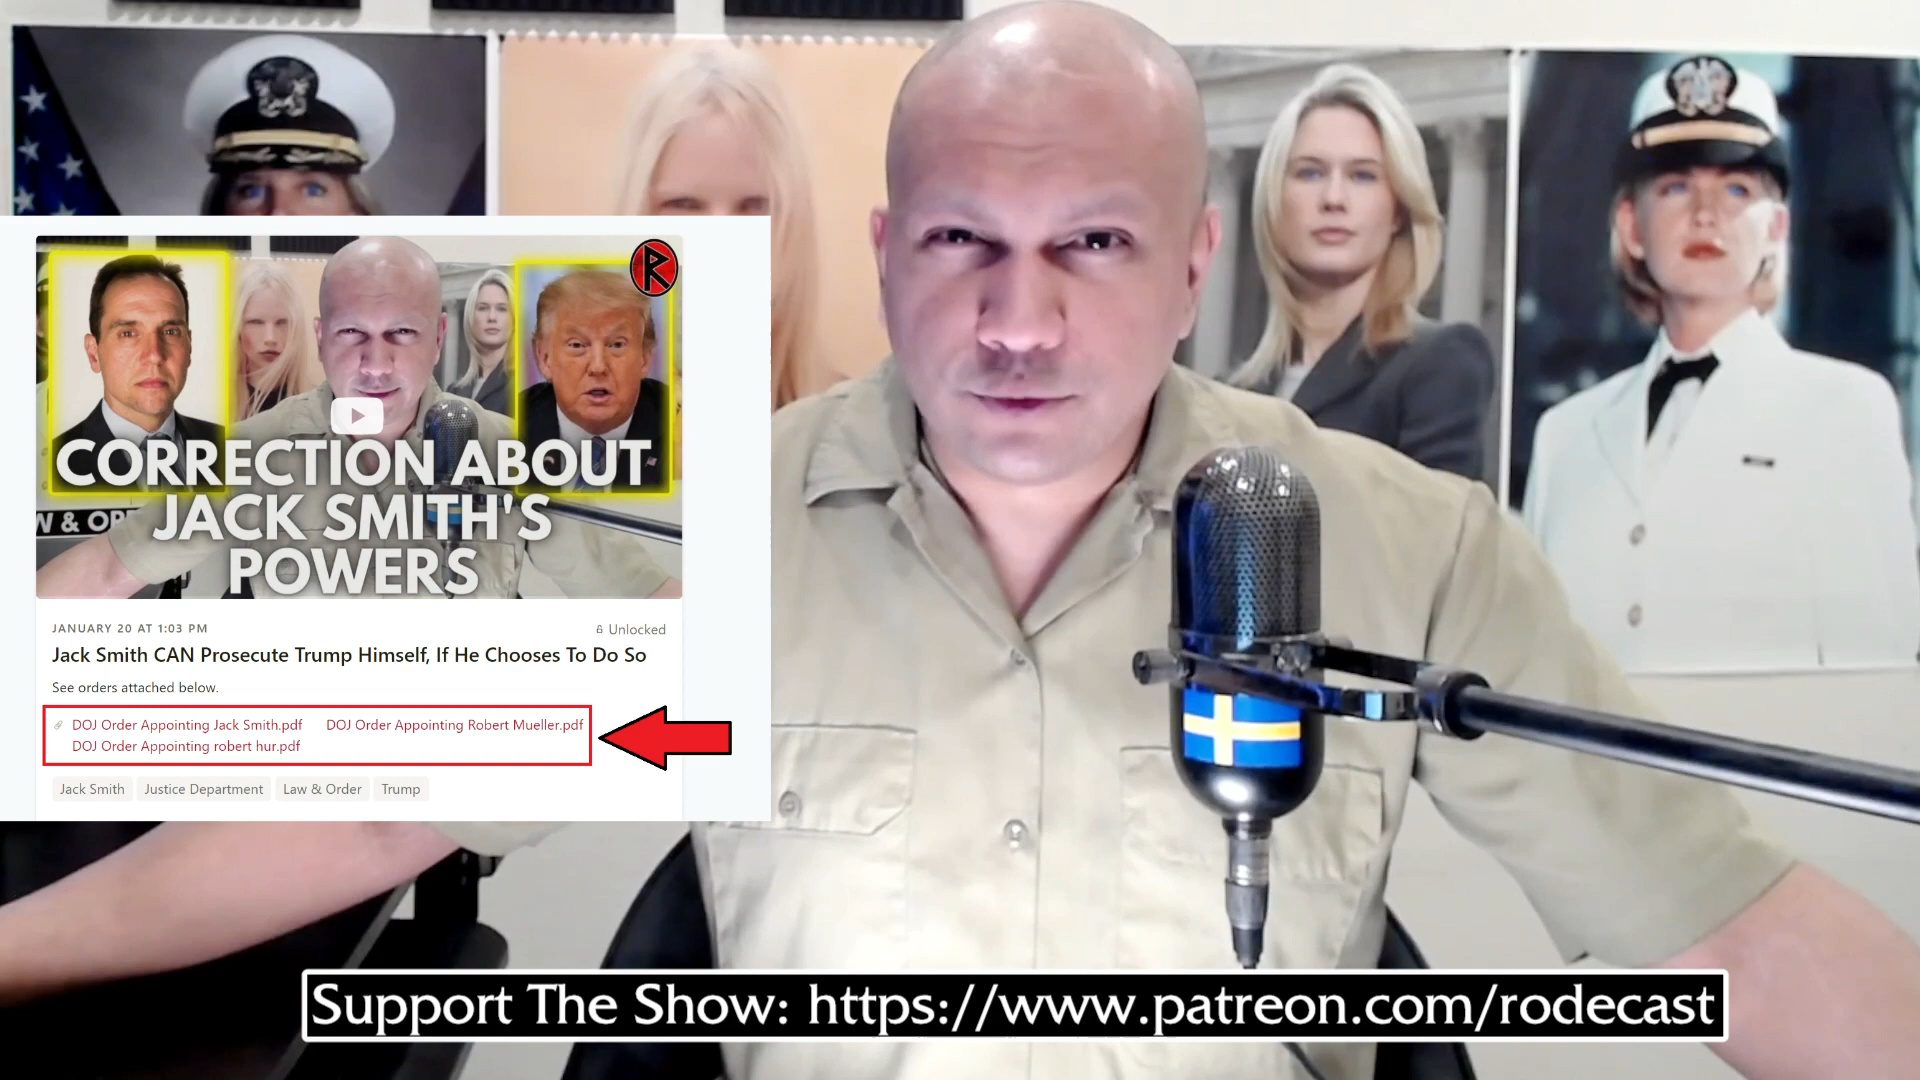 CORRECTION ABOUT
JACK SMITH'S
POWERS
JANUARY 20 AT 1:03 PM
Unlocked
Jack Smith CAN Prosecute Trump Himself, If He Chooses To Do So
See orders attached below.
DOJ Order Appointing Jack Smith.pdf DOJ Order Appointing Robert Mueller.pdf
DOJ Order Appointing robert hur.pdf
Jack Smith Justice Department Law & Order Trump
Support The Show: https://www.patreon.com/rodecast